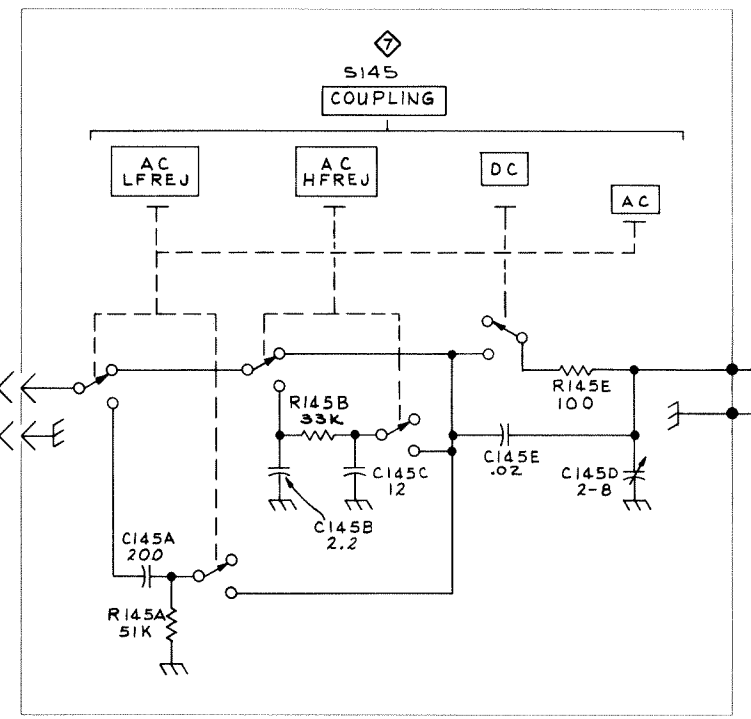 7
S145
COUPLING
AC
LFREJ
AC
HFREJ
DC
AC
R145E
100
R145B
33K
C145E
.02
C145D
2-8
C145C
12
C145B
2.2
C145A
200
R145A
51K